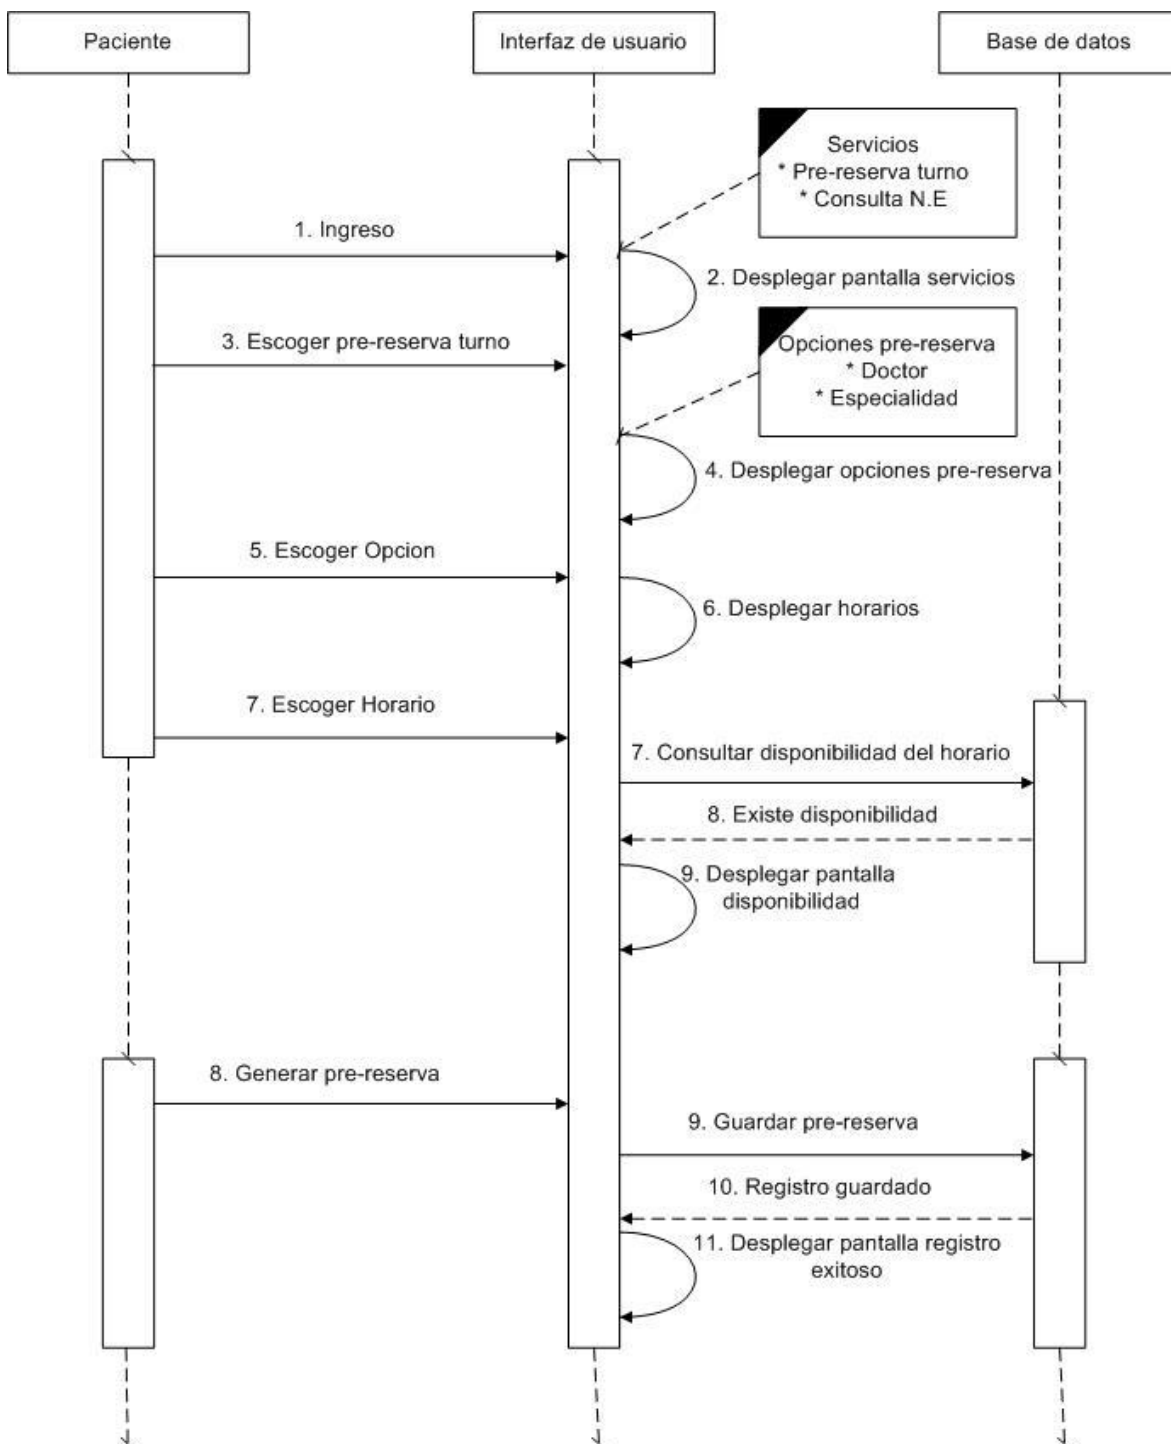 Paciente
Interfaz de usuario
Base de datos
Servicios
* Pre-reserva turno
* Consulta N.E
1. Ingreso
2. Desplegar pantalla servicios
3. Escoger pre-reserva turno
Opciones pre-reserva
* Doctor
* Especialidad
4. Desplegar opciones pre-reserva
5. Escoger Opcion
6. Desplegar horarios
7. Escoger Horario
7. Consultar disponibilidad del horario
8. Existe disponibilidad
9. Desplegar pantalla
disponibilidad
8. Generar pre-reserva
9. Guardar pre-reserva
10. Registro guardado
11. Desplegar pantalla registro
exitoso